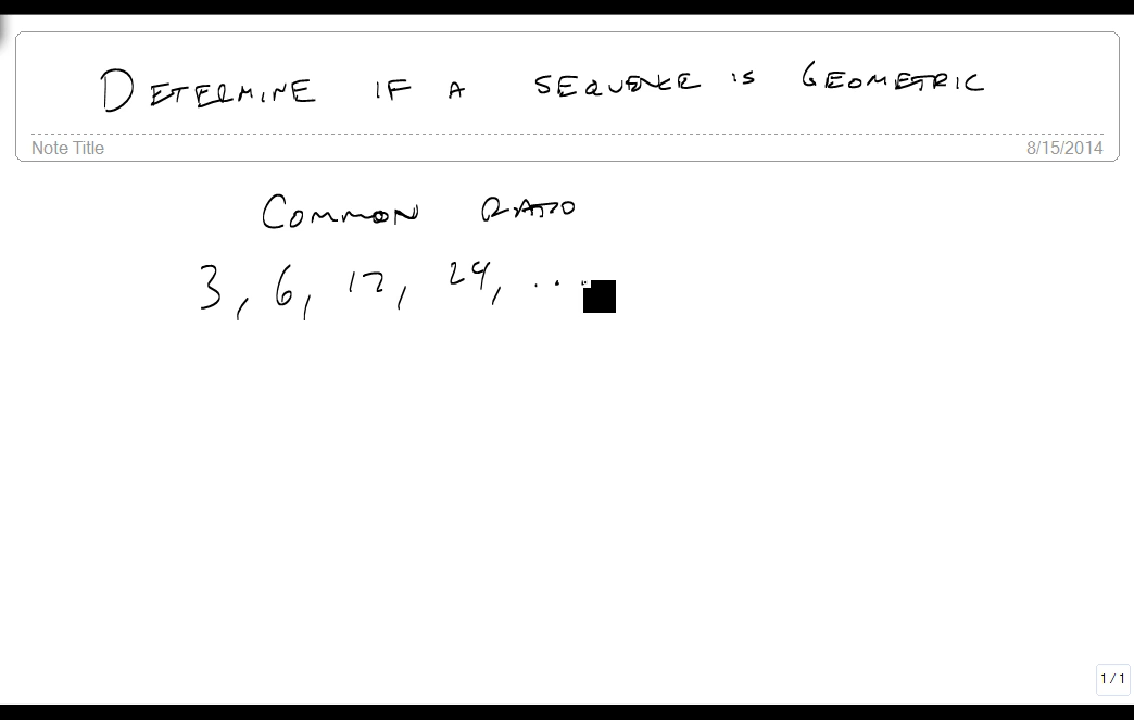 DETERMINE IF A SEQUENCE IS GEOMETRIC
Note Title
8/15/2014
COMMON RATIO
3, 6, 12, 24, ...
1/1